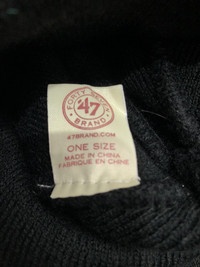 FORTY SEVEN
47
BRAND
47BRAND.COM
ONE SIZE
MADE IN CHINA
FABRIQUE EN CHINE